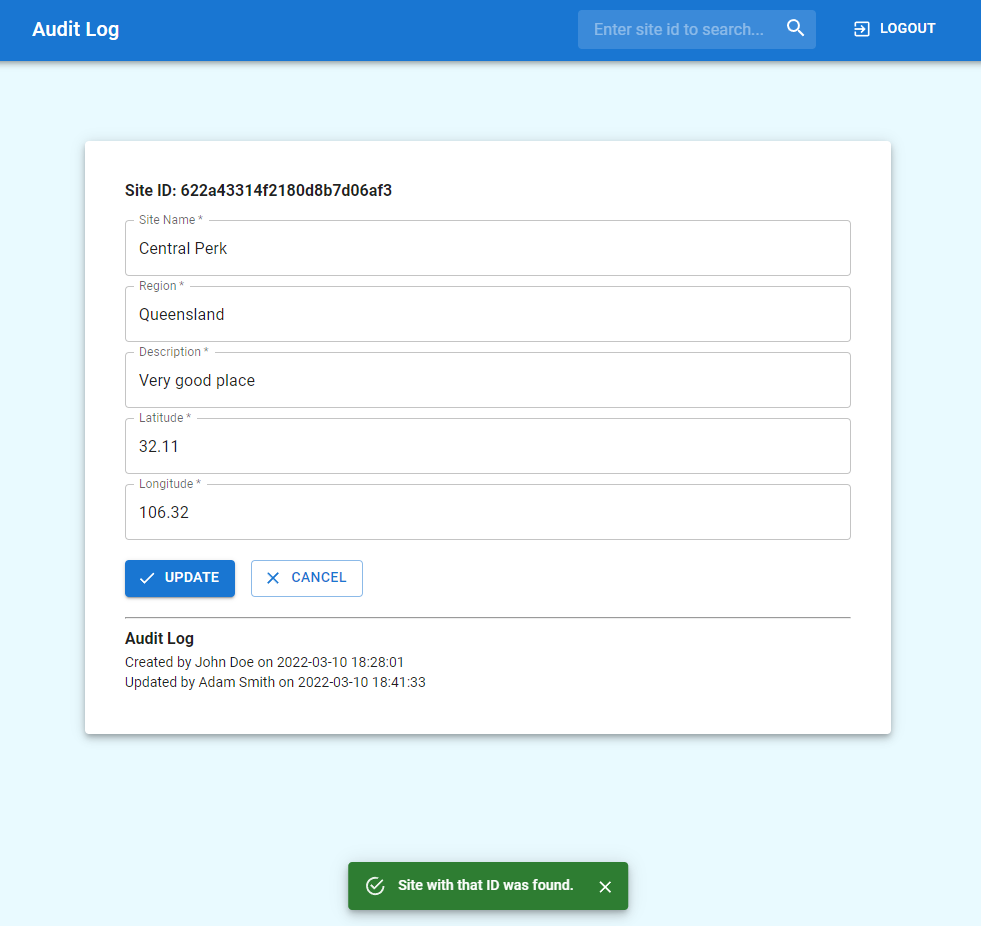 Audit Log
Enter site id to search...
LOGOUT
Site ID: 622a43314f2180d8b7d06af3
Site Name *
Central Perk
Region *
Queensland
Description *
Very good place
Latitude *
32.11
Longitude *
106.32
UPDATE
CANCEL
Audit Log
Created by John Doe on 2022-03-10 18:28:01
Updated by Adam Smith on 2022-03-10 18:41:33
Site with that ID was found.